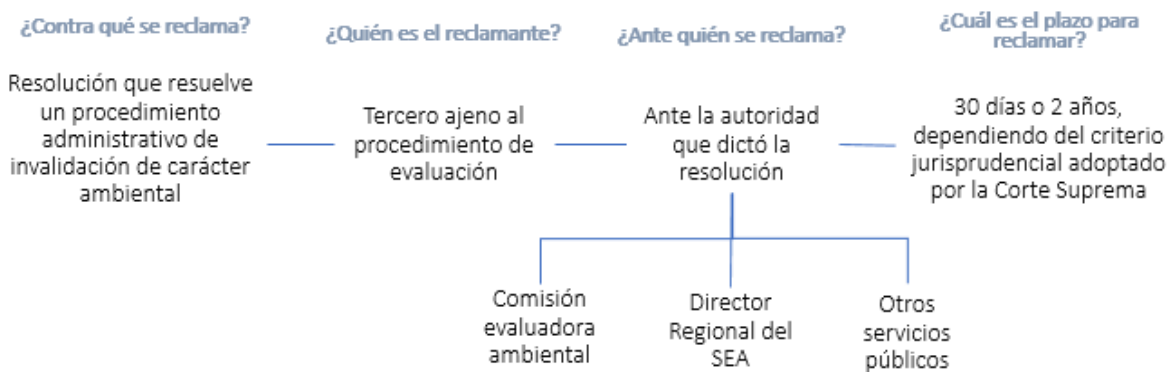 ¿Contra qué se reclama?
Resolución que resuelve
un procedimiento
administrativo de
invalidación de carácter
ambiental
¿Quién es el reclamante?
Tercero ajeno al
procedimiento de
evaluación
¿Ante quién se reclama?
Ante la autoridad
que dictó la
resolución
Comisión
evaluadora
ambiental
Director
Regional del
SEA
Otros
servicios
públicos
¿Cuál es el plazo para
reclamar?
30 días o 2 años,
dependiendo del criterio
jurisprudencial adoptado
por la Corte Suprema